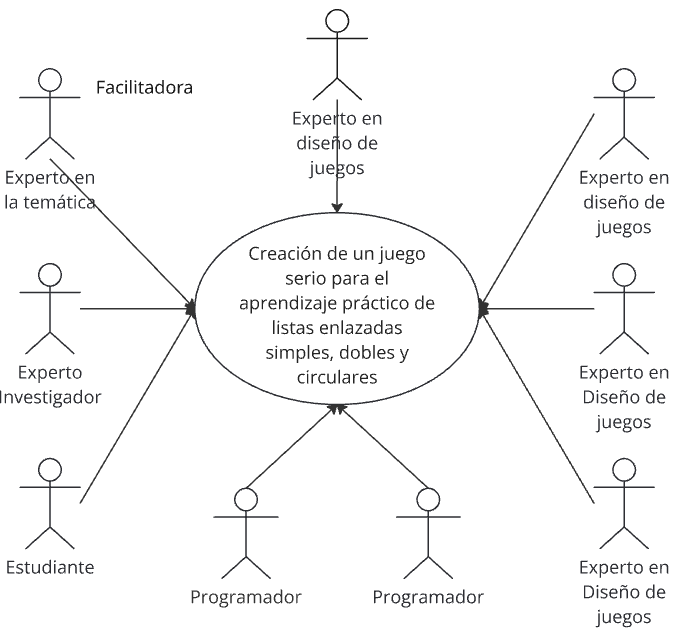 Facilitadora
Experto en
diseño de
juegos
Experto en
la temática
Experto en
diseño de
juegos
Creación de un juego
serio para el
aprendizaje práctico de
listas enlazadas
simples, dobles y
circulares
Experto
Investigador
Experto en
Diseño de
juegos
Estudiante
Programador
Programador
Experto en
Diseño de
juegos